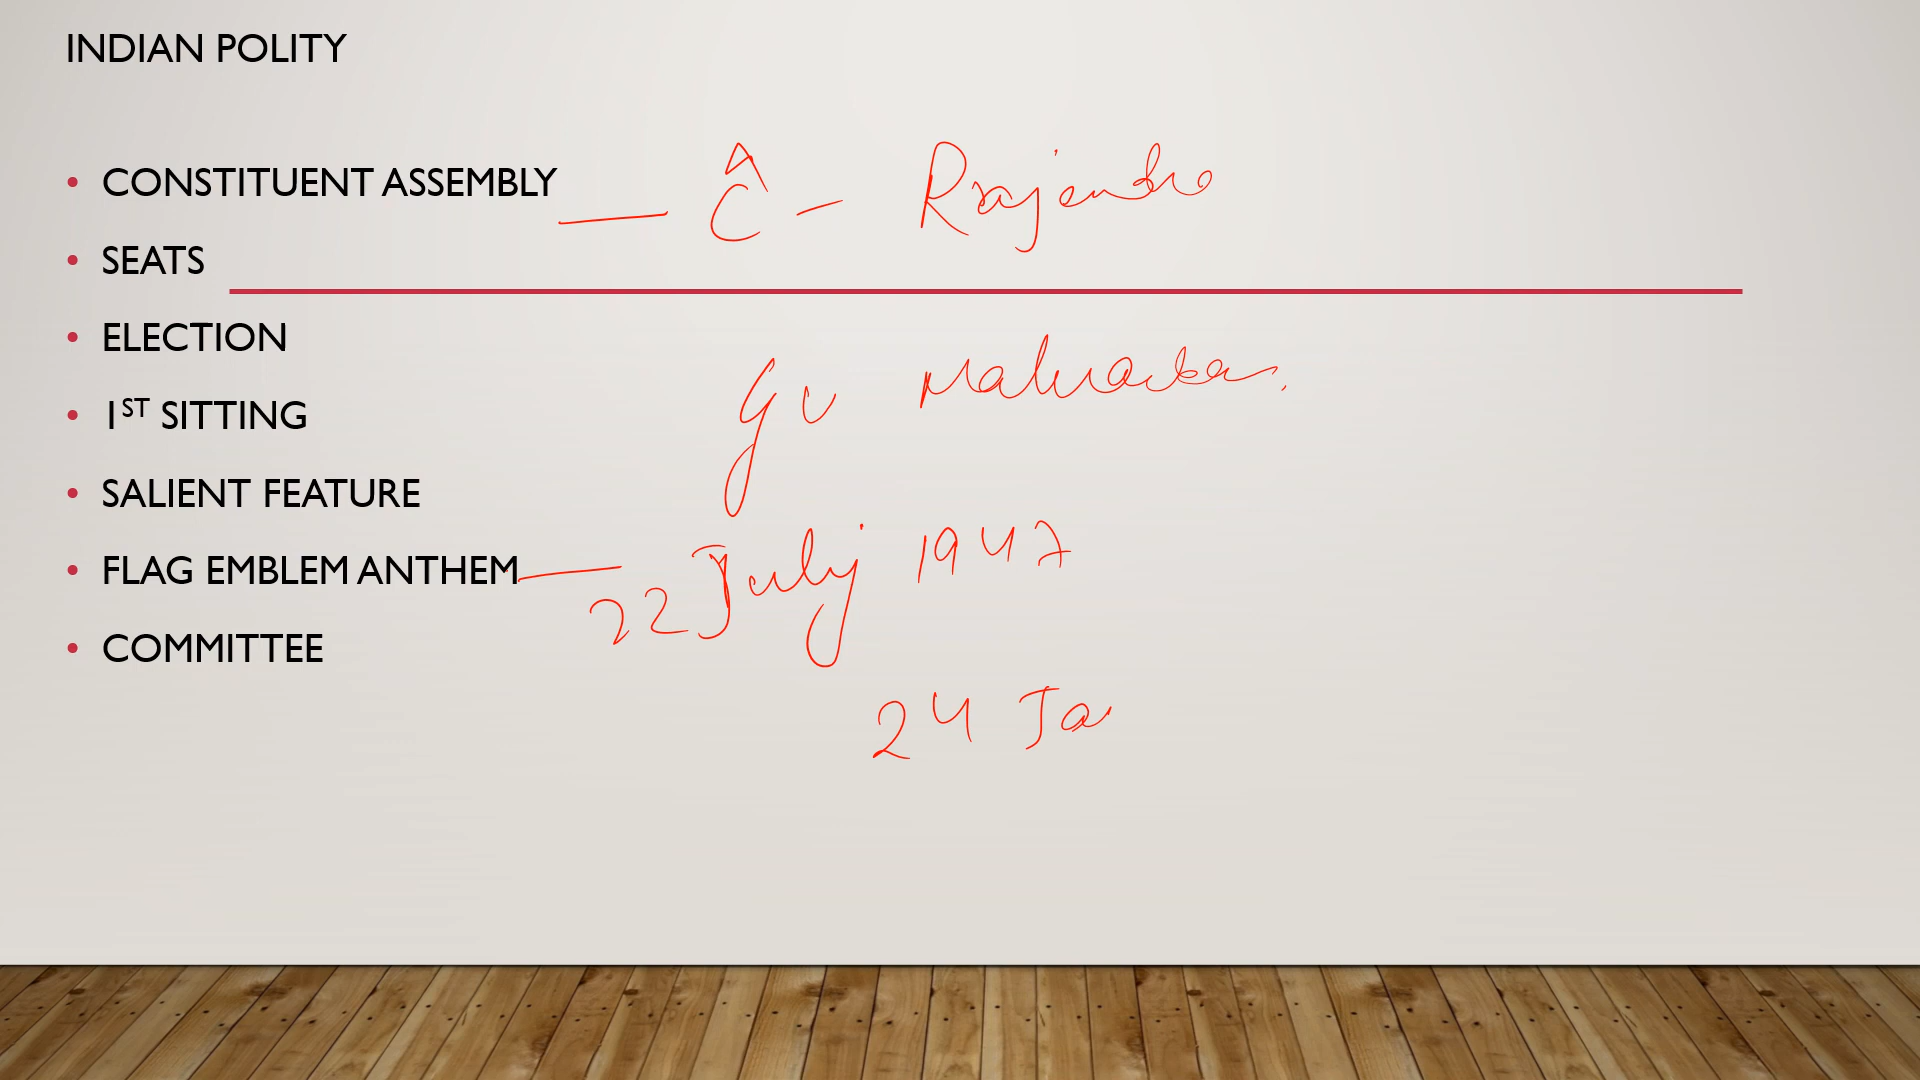 INDIAN POLITY
• CONSTITUENT ASSEMBLY — C - Rajendra
• SEATS
• ELECTION
GV Malvankar
• 1ST SITTING
• SALIENT FEATURE
• FLAG EMBLEM ANTHEM — 22 July 1947
• COMMITTEE
24 Ja